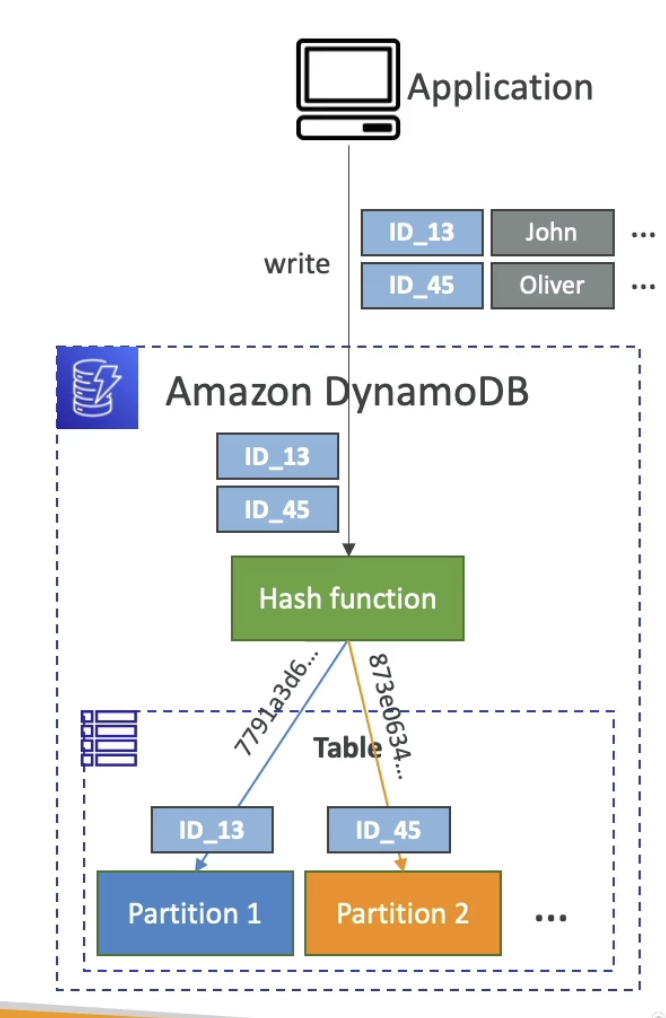 Application
write
ID_13 John ...
ID_45 Oliver ...
Amazon DynamoDB
ID_13
ID_45
Hash function
7791a3d6...
873e0634...
Table
ID_13 ID_45
Partition 1 Partition 2 ...